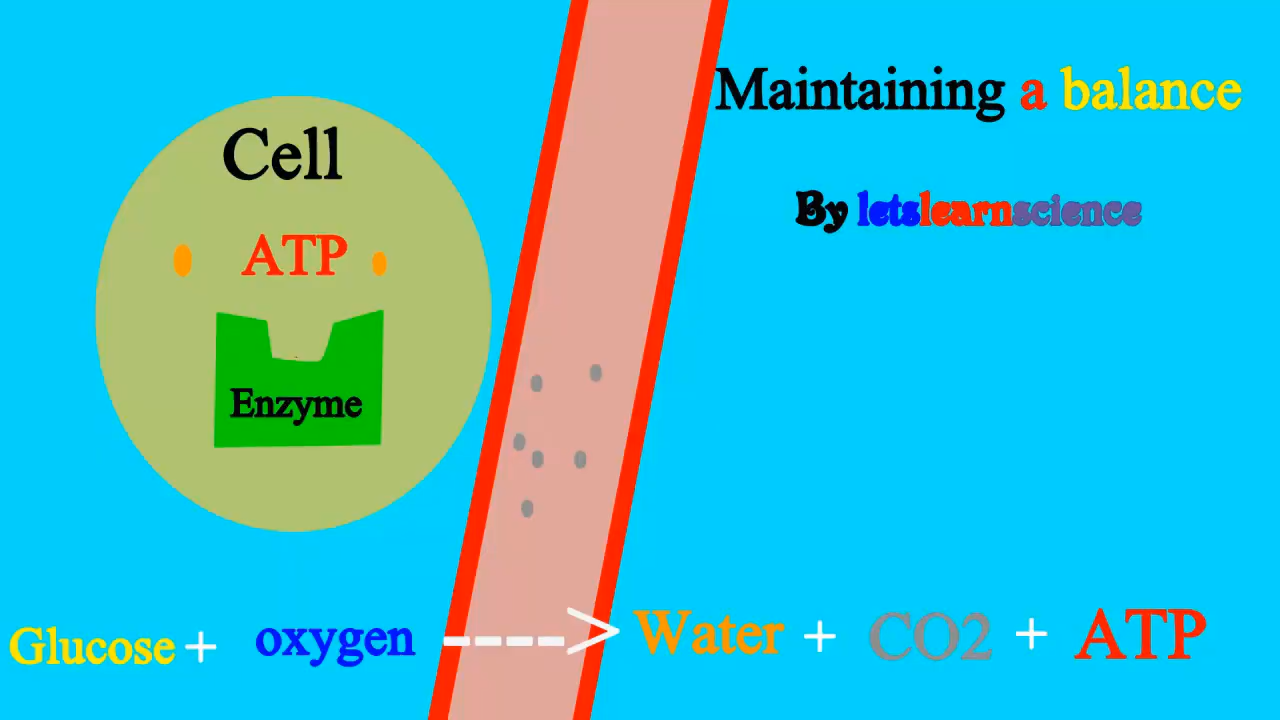 Maintaining a balance
By letslearnscience
Cell
ATP
Enzyme
Glucose + oxygen ----> Water + CO2 + ATP